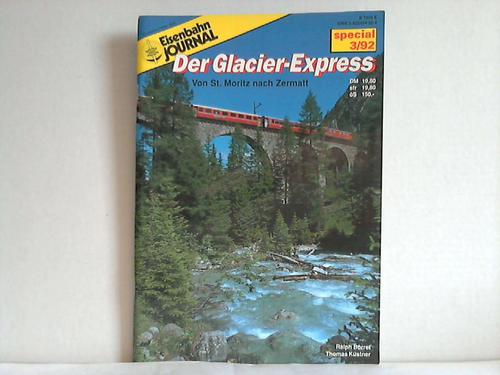 Eisenbahn
JOURNAL
special
3/92
Der Glacier-Express
Von St. Moritz nach Zermatt
DM 19,80
sfr 19,80
öS 150,-
Ralph Bürret
Thomas Küstner